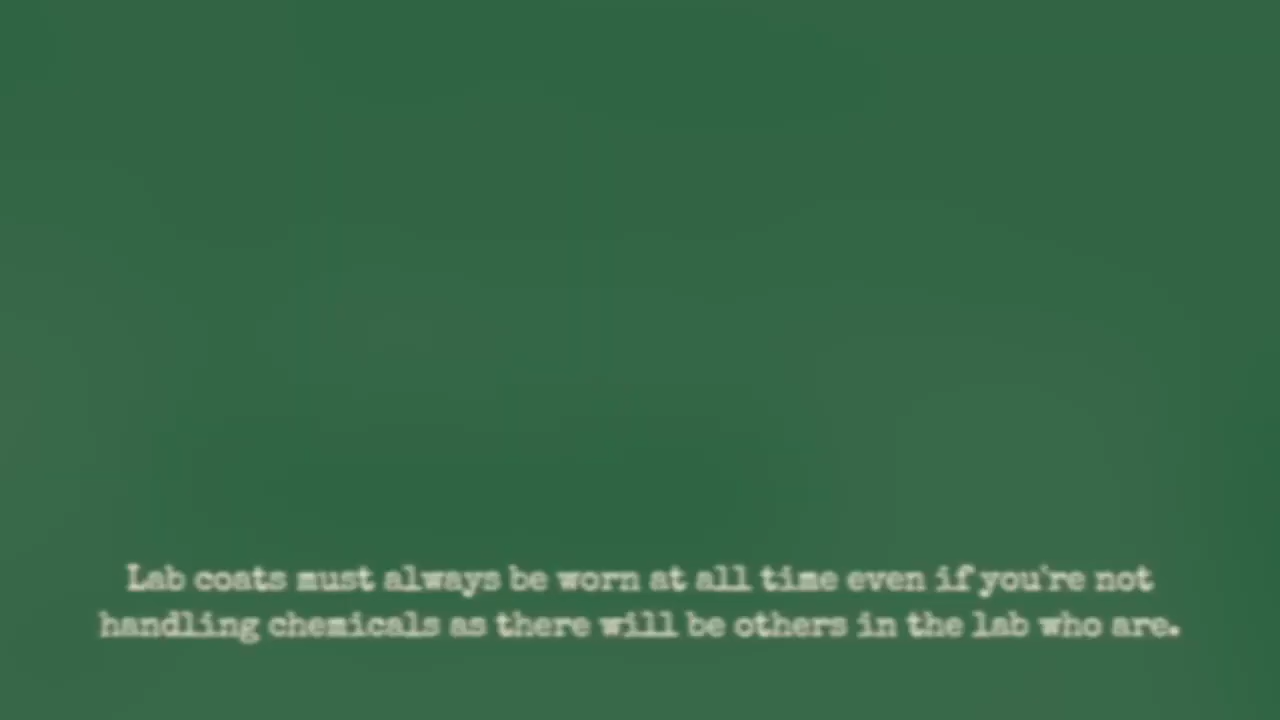 Lab coats must always be worn at all time even if you're not
handling chemicals as there will be others in the lab who are.